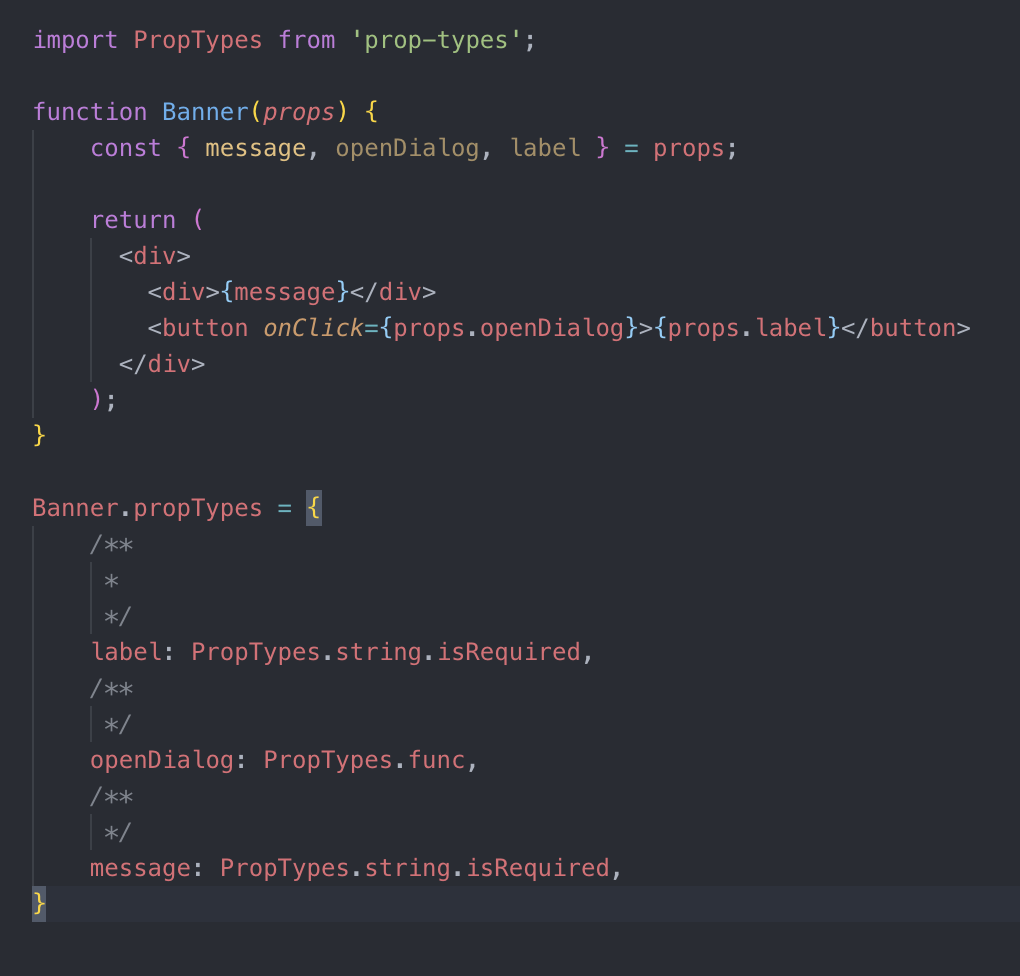 import PropTypes from 'prop-types';

function Banner(props) {
    const { message, openDialog, label } = props;

    return (
      <div>
        <div>{message}</div>
        <button onClick={props.openDialog}>{props.label}</button>
      </div>
    );
}

Banner.propTypes = {
    /**
     *
     */
    label: PropTypes.string.isRequired,
    /**
     */
    openDialog: PropTypes.func,
    /**
     */
    message: PropTypes.string.isRequired,
}